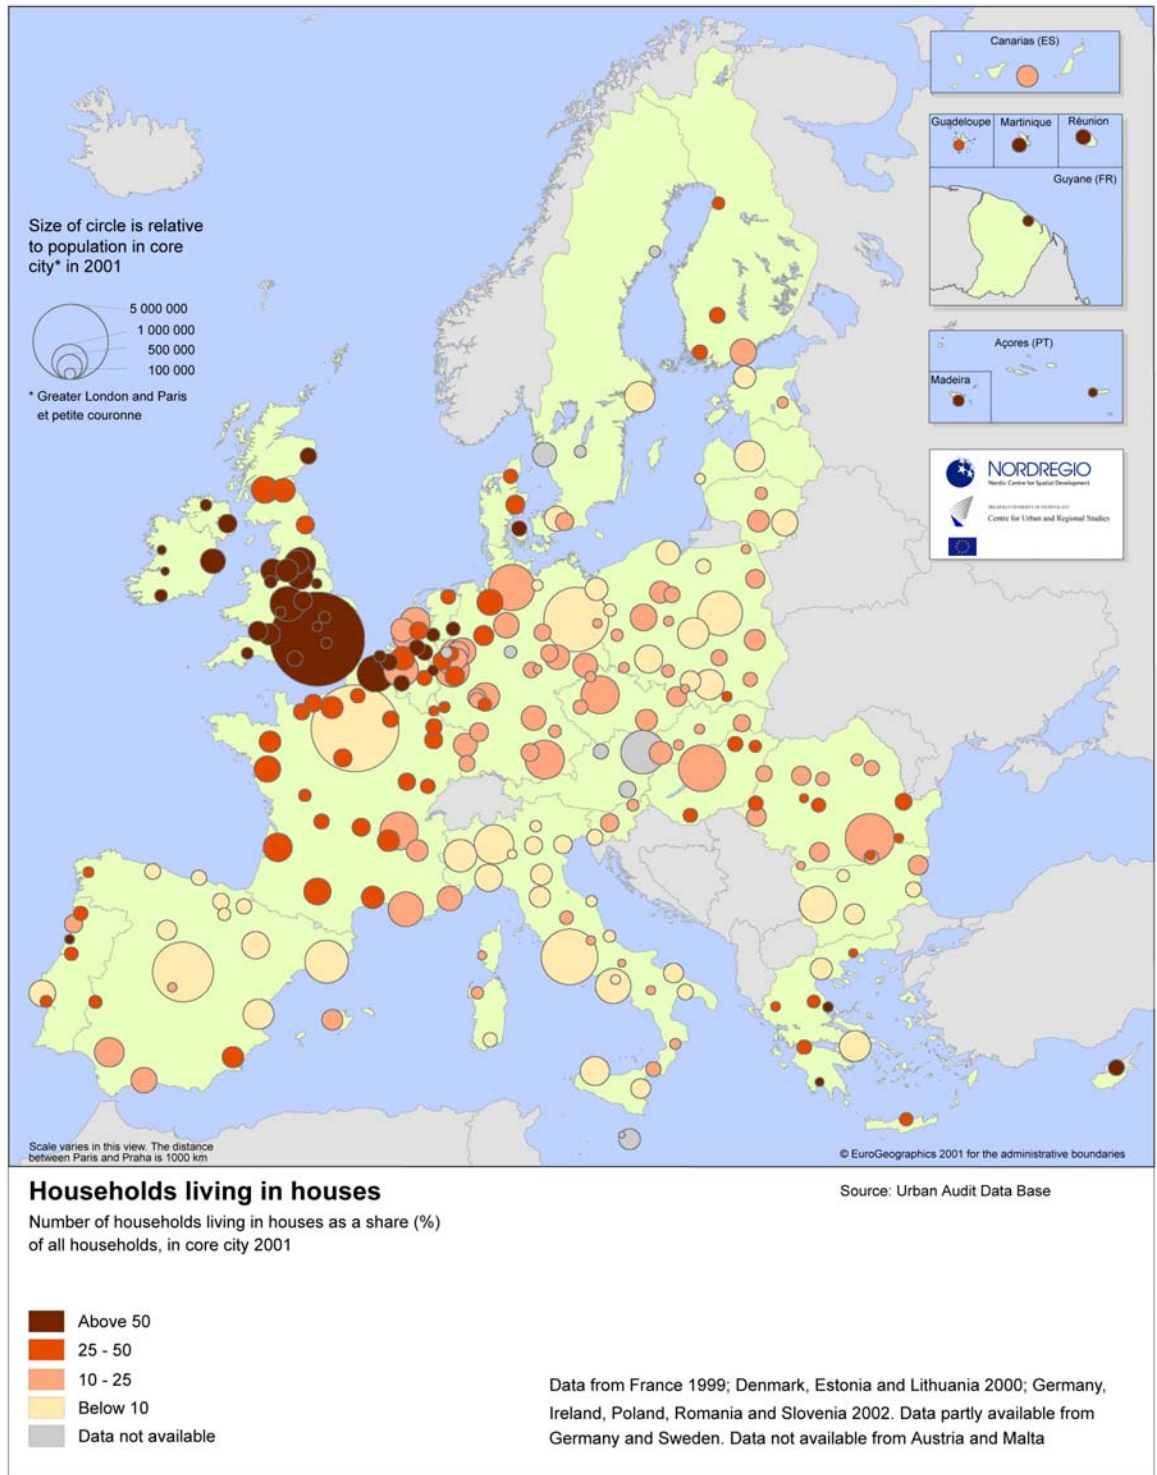 Canarias (ES)
Guadeloupe
Martinique
Réunion
Guyane (FR)
Size of circle is relative
to population in core
city* in 2001
5 000 000
1 000 000
500 000
100 000
* Greater London and Paris
et petite couronne
Açores (PT)
Madeira
NORDREGIO
Nordic Centre for Spatial Development
Centre for Urban and Regional Studies
Scale varies in this view. The distance
between Paris and Praha is 1000 km
© EuroGeographics 2001 for the administrative boundaries
Households living in houses
Source: Urban Audit Data Base
Number of households living in houses as a share (%)
of all households, in core city 2001
Above 50
25 - 50
10 - 25
Below 10
Data not available
Data from France 1999; Denmark, Estonia and Lithuania 2000; Germany,
Ireland, Poland, Romania and Slovenia 2002. Data partly available from
Germany and Sweden. Data not available from Austria and Malta